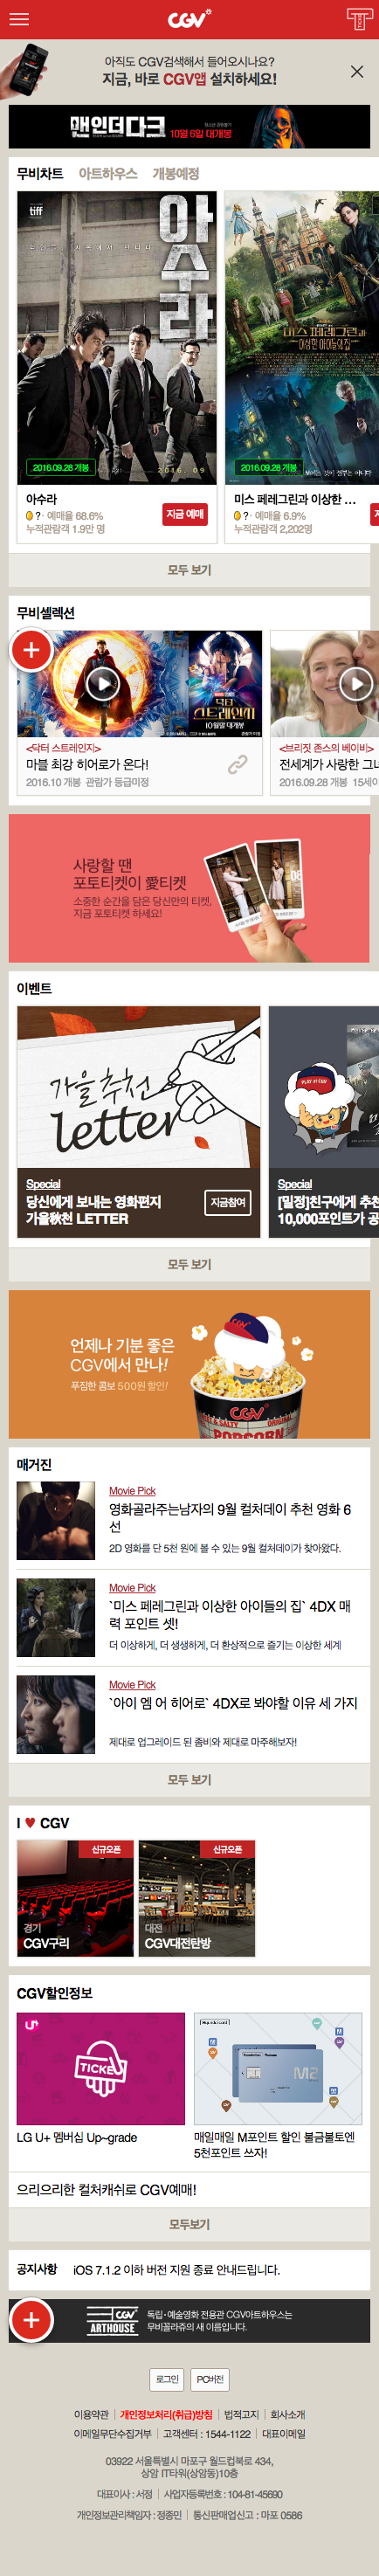 CGV
TICKET
아직도 CGV검색해서 들어오시나요?
지금, 바로 CGV앱 설치하세요!
맨인더다크
10월 6일 대개봉
무비차트 아트하우스 개봉예정
tiff
아수라
2016.09
2016.09.28 개봉
아수라
? · 예매율 68.6%
누적관람객 1.9만 명
지금 예매
미스 페레그린과 이상한 아이들의 집
2016.09.28 개봉
미스 페레그린과 이상한 ...
? · 예매율 6.9%
누적관람객 2,202명
모두 보기
무비셀렉션
닥터 스트레인지
10월말 대개봉
<닥터 스트레인지>
마블 최강 히어로가 온다!
2016.10 개봉 관람가 등급미정
<브리짓 존스의 베이비>
전세계가 사랑한 그녀
2016.09.28 개봉 15세이
사랑할 땐
포토티켓이 愛티켓
소중한 순간을 담은 당신만의 티켓,
지금 포토티켓 하세요!
이벤트
가을 추천
letter
Special
당신에게 보내는 영화편지
가을秋천 LETTER
지금참여
Special
[밀정]친구에게 추천
10,000포인트가 공
모두 보기
언제나 기분 좋은
CGV에서 만나!
푸짐한 콤보 500원 할인!
CGV
SWEET & SALTY ORIGINAL
POPCORN
매거진
Movie Pick
영화골라주는남자의 9월 컬처데이 추천 영화 6
선
2D 영화를 단 5천 원에 볼 수 있는 9월 컬처데이가 찾아왔다.
Movie Pick
`미스 페레그린과 이상한 아이들의 집` 4DX 매
력 포인트 셋!
더 이상하게, 더 생생하게, 더 환상적으로 즐기는 이상한 세계
Movie Pick
`아이 엠 어 히어로` 4DX로 봐야할 이유 세 가지
제대로 업그레이드 된 좀비와 제대로 마주해보자!
모두 보기
I ♥ CGV
신규오픈
경기
CGV구리
신규오픈
대전
CGV대전탄방
CGV할인정보
U+
TICKET
LG U+ 멤버십 Up~grade
M2
매일매일 M포인트 할인 불금불토엔
5천포인트 쓰자!
으리으리한 컬처캐쉬로 CGV예매!
모두보기
공지사항 iOS 7.1.2 이하 버전 지원 종료 안내드립니다.
CGV
ARTHOUSE
독립·예술영화 전용관 CGV아트하우스는
무비꼴라쥬의 새 이름입니다.
로그인 PC버전
이용약관 개인정보처리(취급)방침 법적고지 회사소개
이메일무단수집거부 고객센터 : 1544-1122 대표이메일
03922 서울특별시 마포구 월드컵북로 434,
상암 IT타워(상암동)10층
대표이사 : 서정 사업자등록번호 : 104-81-45690
개인정보관리책임자 : 정종민 통신판매업신고 : 마포 0586